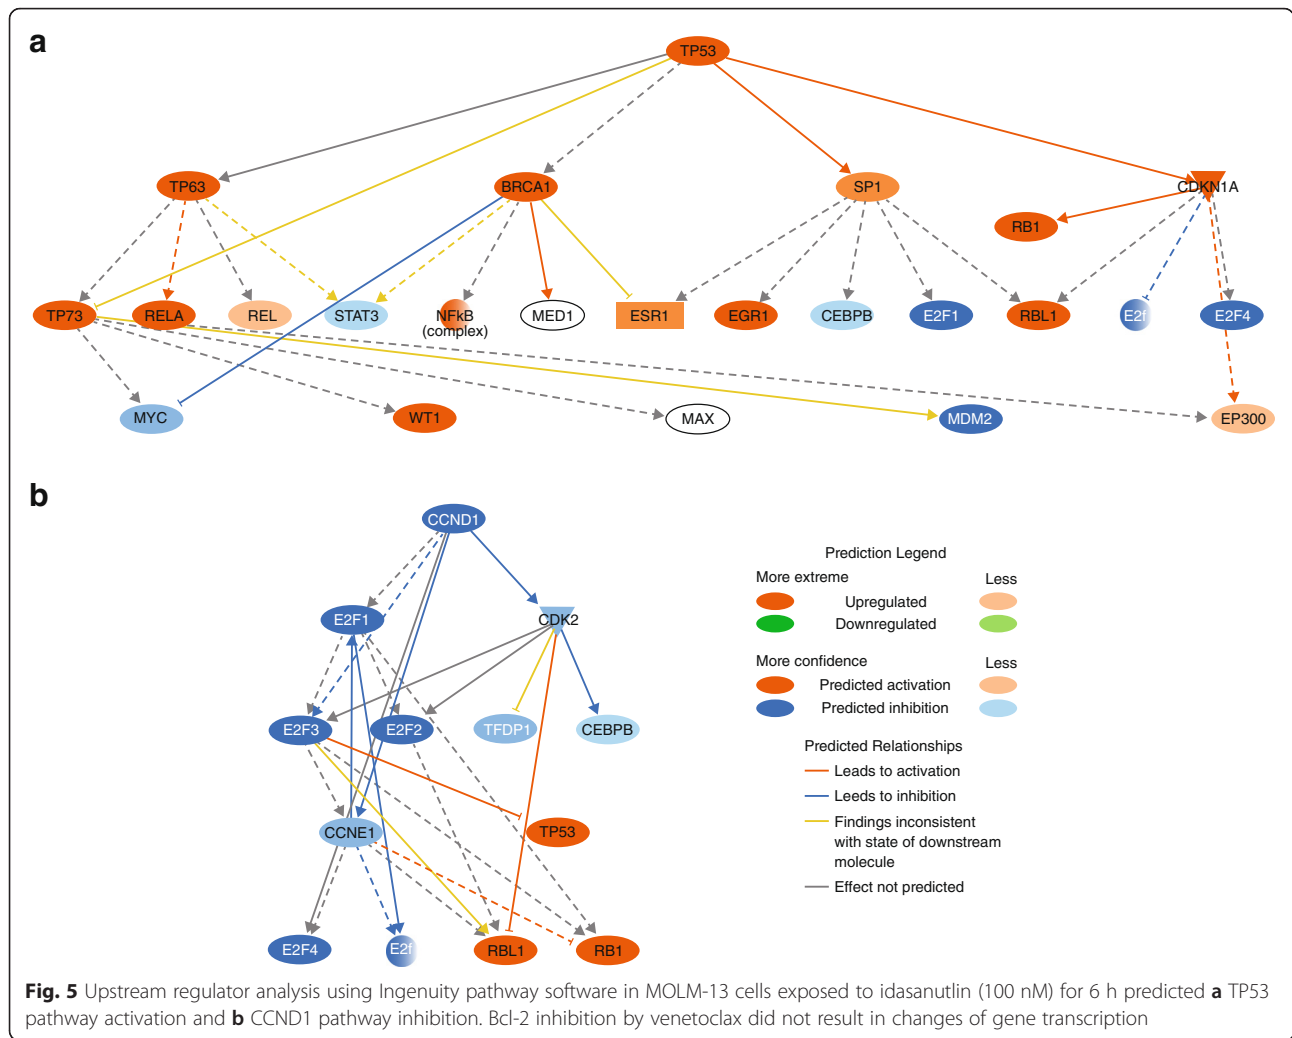 a
TP53
TP63
BRCA1
SP1
CDKN1A
RB1
TP73
RELA
REL
STAT3
NFkB
(complex)
MED1
ESR1
EGR1
CEBPB
E2F1
RBL1
E2f
E2F4
MYC
WT1
MAX
MDM2
EP300
b
CCND1
E2F1
CDK2
E2F3
E2F2
TFDP1
CEBPB
CCNE1
TP53
E2F4
E2f
RBL1
RB1
Prediction Legend
More extreme Less
Upregulated
Downregulated
More confidence Less
Predicted activation
Predicted inhibition
Predicted Relationships
Leads to activation
Leeds to inhibition
Findings inconsistent
with state of downstream
molecule
Effect not predicted
Fig. 5 Upstream regulator analysis using Ingenuity pathway software in MOLM-13 cells exposed to idasanutlin (100 nM) for 6 h predicted a TP53
pathway activation and b CCND1 pathway inhibition. Bcl-2 inhibition by venetoclax did not result in changes of gene transcription